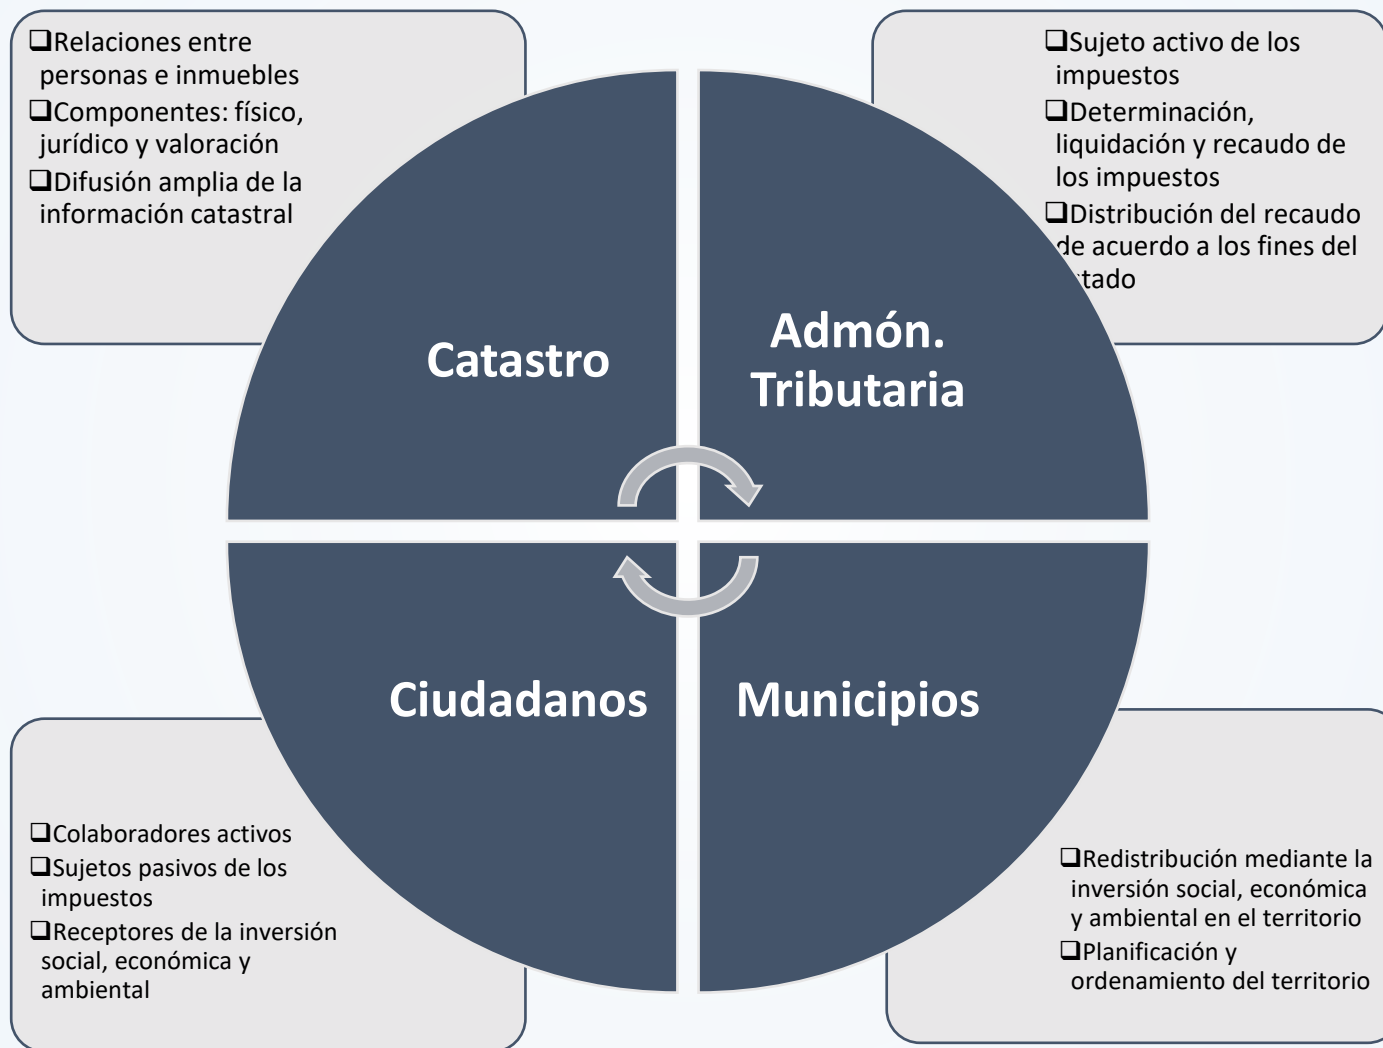 ❑Relaciones entre
personas e inmuebles
❑Componentes: físico,
jurídico y valoración
❑Difusión amplia de la
información catastral
❑Sujeto activo de los
impuestos
❑Determinación,
liquidación y recaudo de
los impuestos
❑Distribución del recaudo
de acuerdo a los fines del
tado
Catastro
Admón.
Tributaria
Ciudadanos
Municipios
❑Colaboradores activos
❑Sujetos pasivos de los
impuestos
❑Receptores de la inversión
social, económica y
ambiental
❑Redistribución mediante la
inversión social, económica
y ambiental en el territorio
❑Planificación y
ordenamiento del territorio